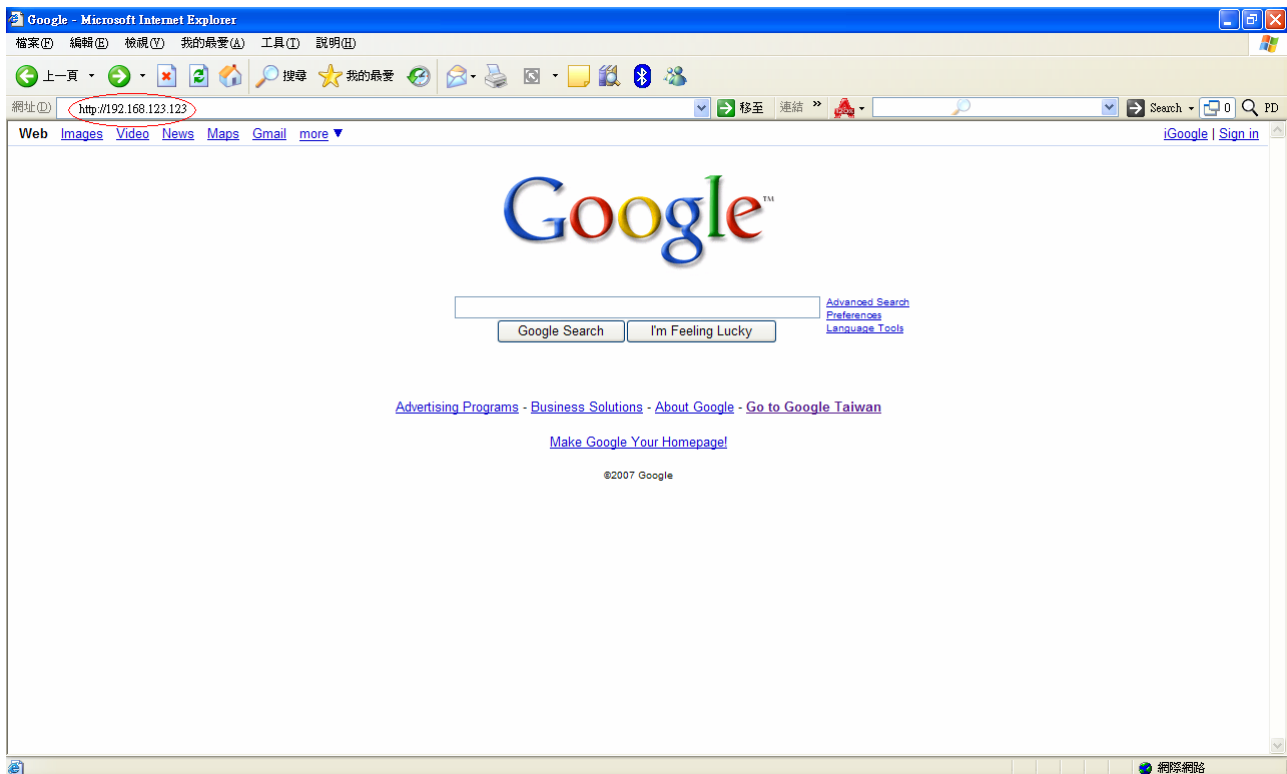 Google - Microsoft Internet Explorer
檔案(F) 編輯(E) 檢視(V) 我的最愛(A) 工具(T) 說明(H)
上一頁 搜尋 我的最愛
網址(D) http://192.168.123.123 移至 連結 » Search 0 PD
Web Images Video News Maps Gmail more ▼ iGoogle | Sign in
Google™
Advanced Search
Preferences
Language Tools
Google Search I'm Feeling Lucky
Advertising Programs - Business Solutions - About Google - Go to Google Taiwan
Make Google Your Homepage!
©2007 Google
網際網路